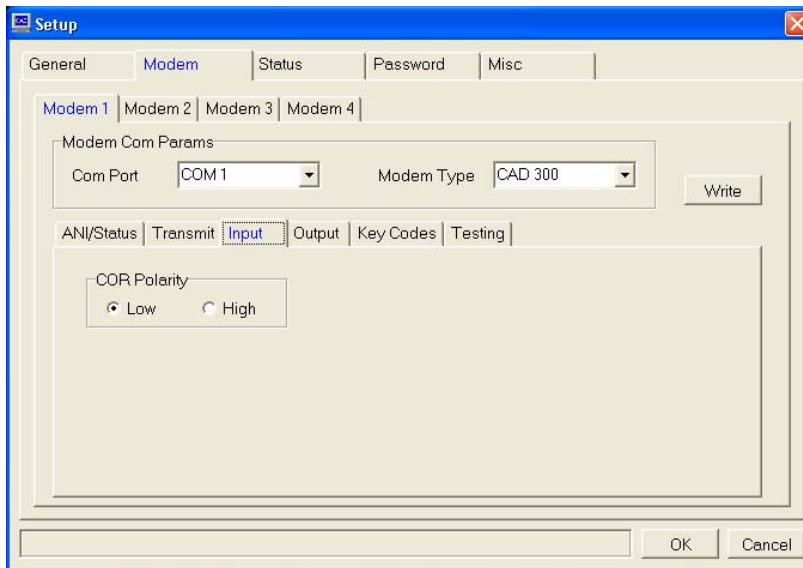 Setup
General Modem Status Password Misc
Modem 1 Modem 2 Modem 3 Modem 4
Modem Com Params
Com Port COM 1 Modem Type CAD 300
Write
ANI/Status Transmit Input Output Key Codes Testing
COR Polarity
Low High
OK Cancel